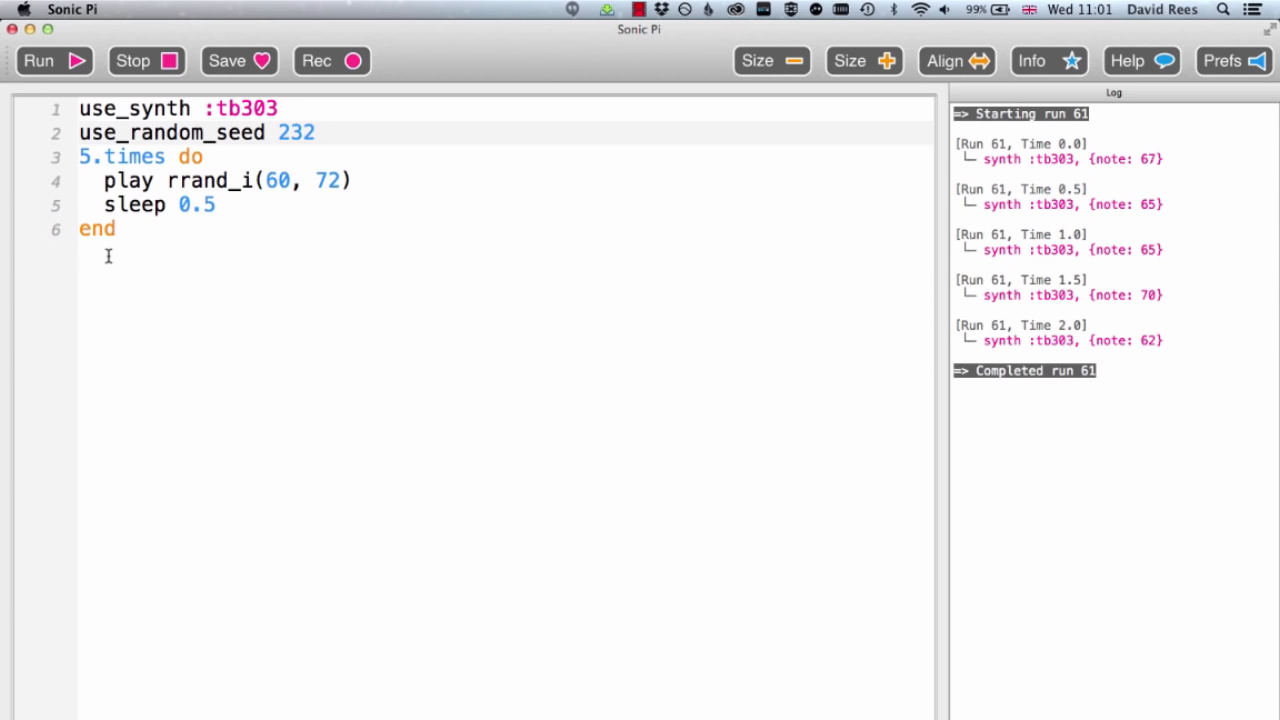 Sonic Pi 99% Wed 11:01 David Rees
Sonic Pi
Run Stop Save Rec Size Size Align Info Help Prefs
Log
1 use_synth :tb303
2 use_random_seed 232
3 5.times do
4 play rrand_i(60, 72)
5 sleep 0.5
6 end
=> Starting run 61
[Run 61, Time 0.0]
└─ synth :tb303, {note: 67}
[Run 61, Time 0.5]
└─ synth :tb303, {note: 65}
[Run 61, Time 1.0]
└─ synth :tb303, {note: 65}
[Run 61, Time 1.5]
└─ synth :tb303, {note: 70}
[Run 61, Time 2.0]
└─ synth :tb303, {note: 62}
=> Completed run 61